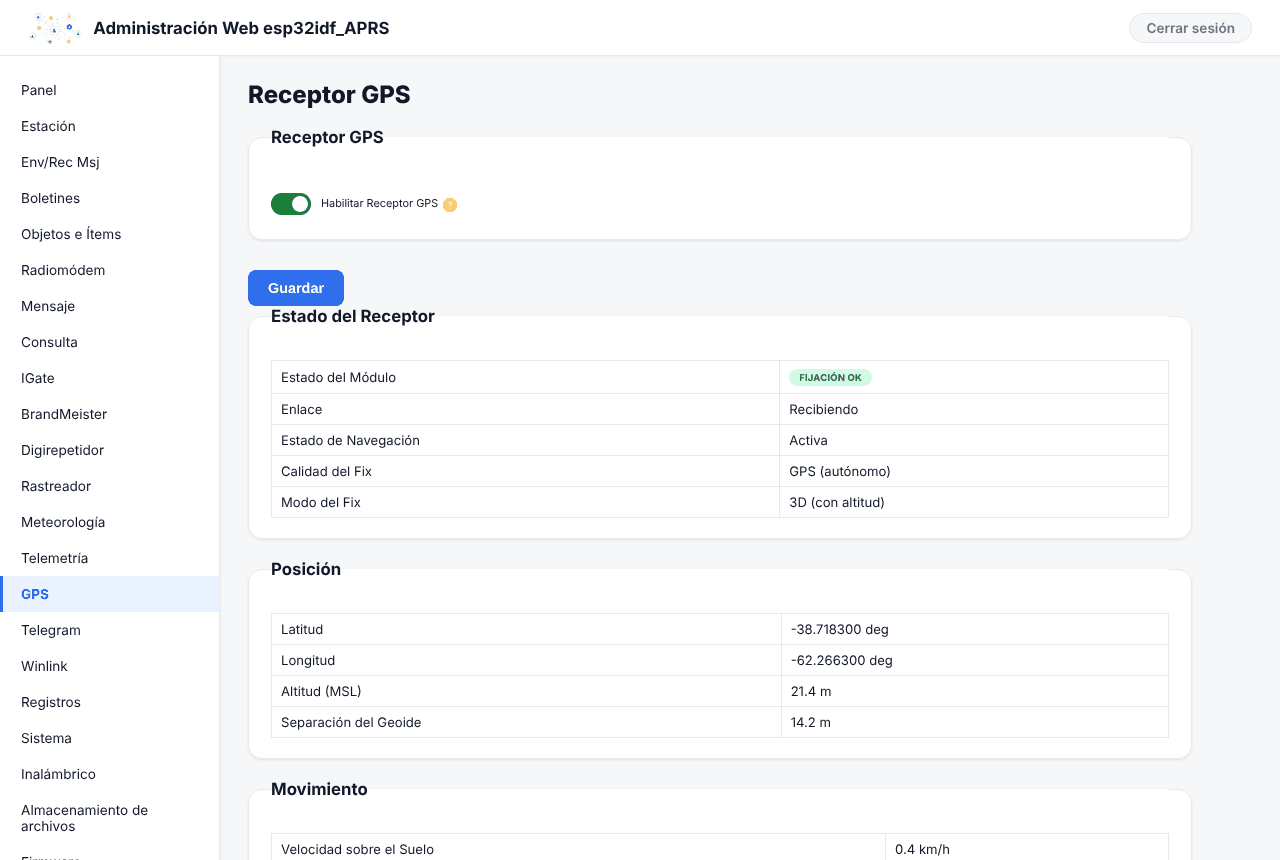 Administración Web esp32idf_APRS
Cerrar sesión
Panel
Estación
Env/Rec Msj
Boletines
Objetos e Ítems
Radiomódem
Mensaje
Consulta
IGate
BrandMeister
Digirepetidor
Rastreador
Meteorología
Telemetría
GPS
Telegram
Winlink
Registros
Sistema
Inalámbrico
Almacenamiento de
archivos
Receptor GPS
Receptor GPS
Habilitar Receptor GPS ?
Guardar
Estado del Receptor
Estado del Módulo FIJACIÓN OK
Enlace Recibiendo
Estado de Navegación Activa
Calidad del Fix GPS (autónomo)
Modo del Fix 3D (con altitud)
Posición
Latitud -38.718300 deg
Longitud -62.266300 deg
Altitud (MSL) 21.4 m
Separación del Geoide 14.2 m
Movimiento
Velocidad sobre el Suelo 0.4 km/h